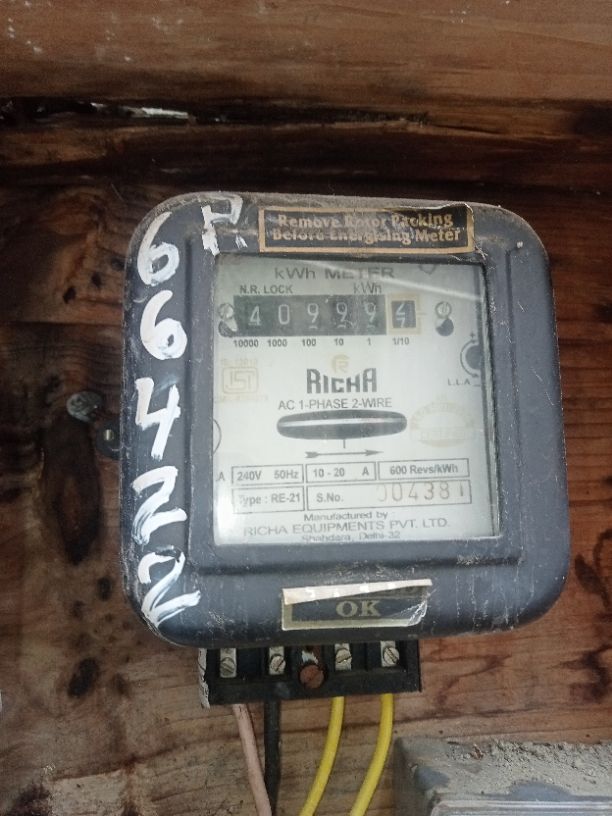 R
66422
Remove Rotor Packing
Before Energising Meter
kWh METER
N.R. LOCK kWh
40999
10000 1000 100 10 1 1/10
L.L.A
RICHA
AC 1-PHASE 2-WIRE
240V 50Hz 10 - 20 A 600 Revs/kWh
Type : RE-21 S.No. 004381
Manufactured by :
RICHA EQUIPMENTS PVT. LTD.
Shahdara, Delhi-32
OK